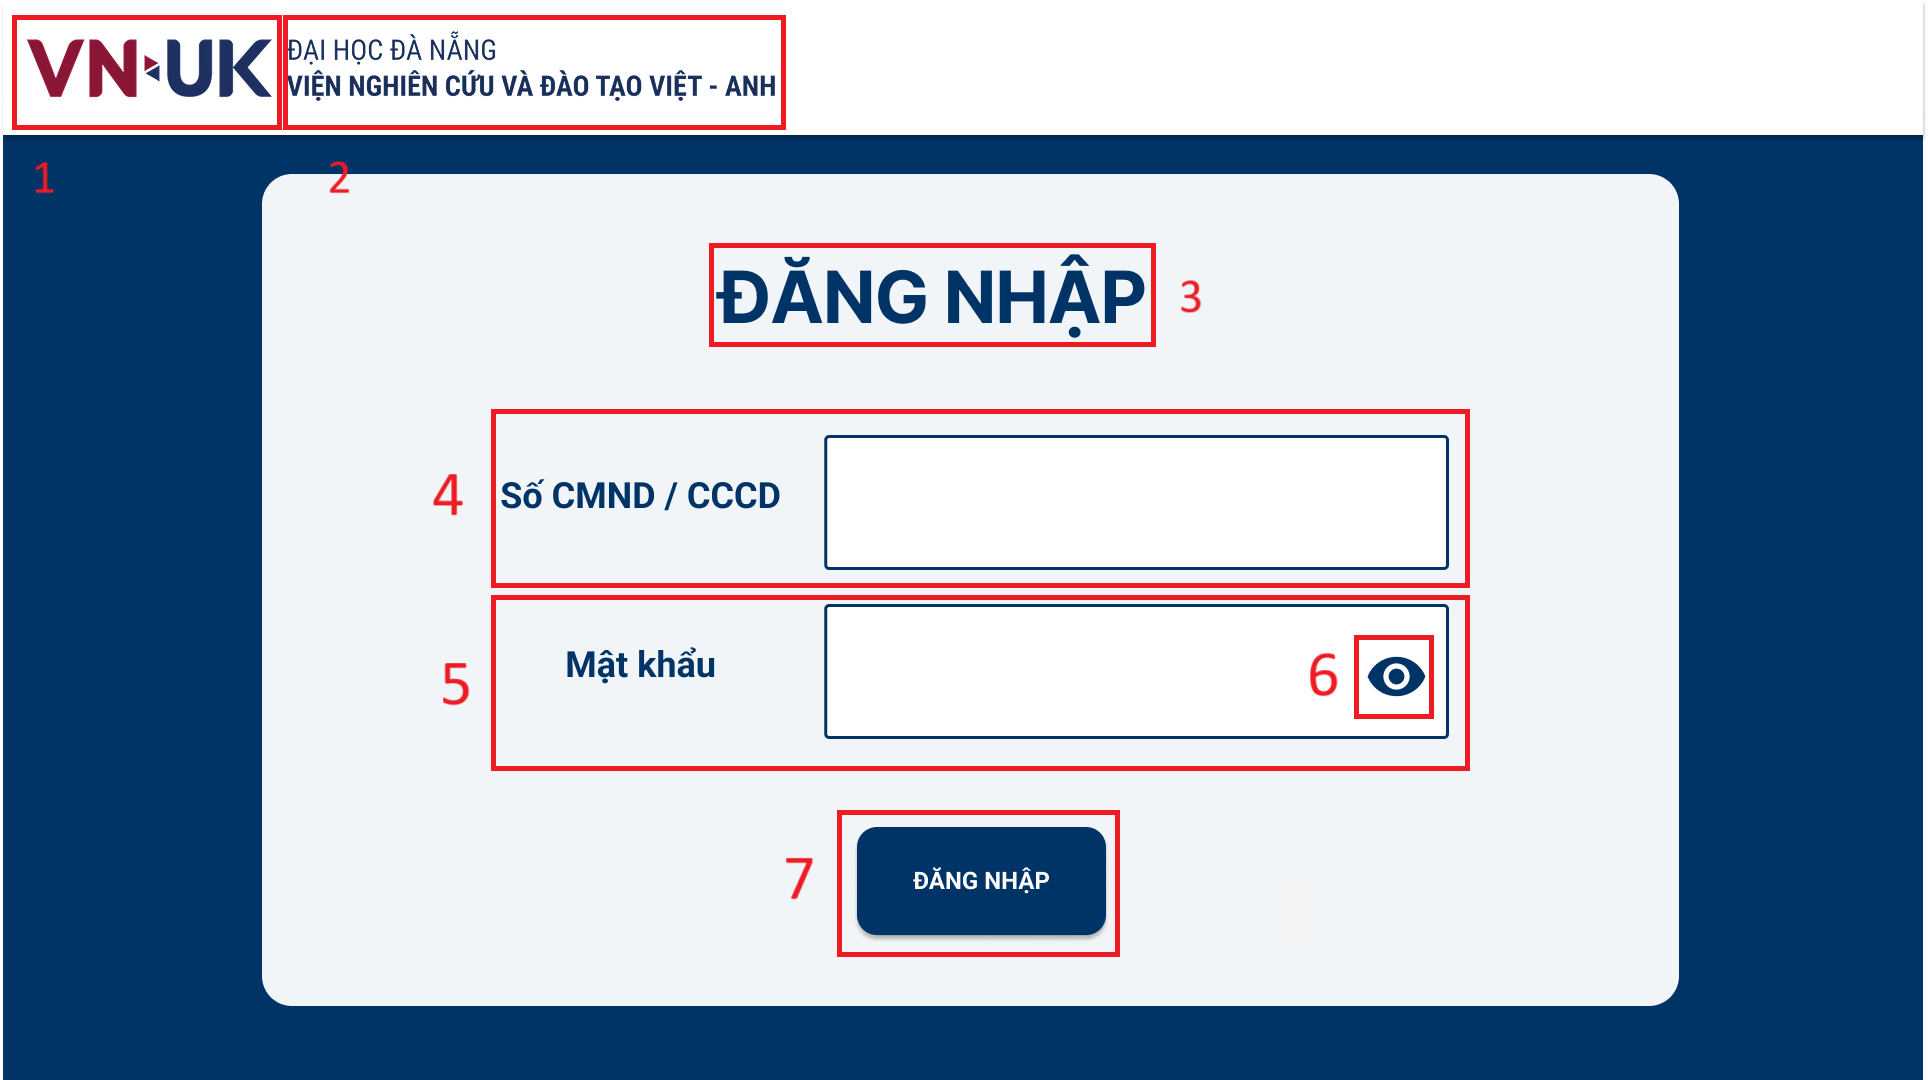 VN UK
ĐẠI HỌC ĐÀ NẴNG
VIỆN NGHIÊN CỨU VÀ ĐÀO TẠO VIỆT - ANH
1
2
ĐĂNG NHẬP
3
4
Số CMND / CCCD
5
Mật khẩu
6
7
ĐĂNG NHẬP